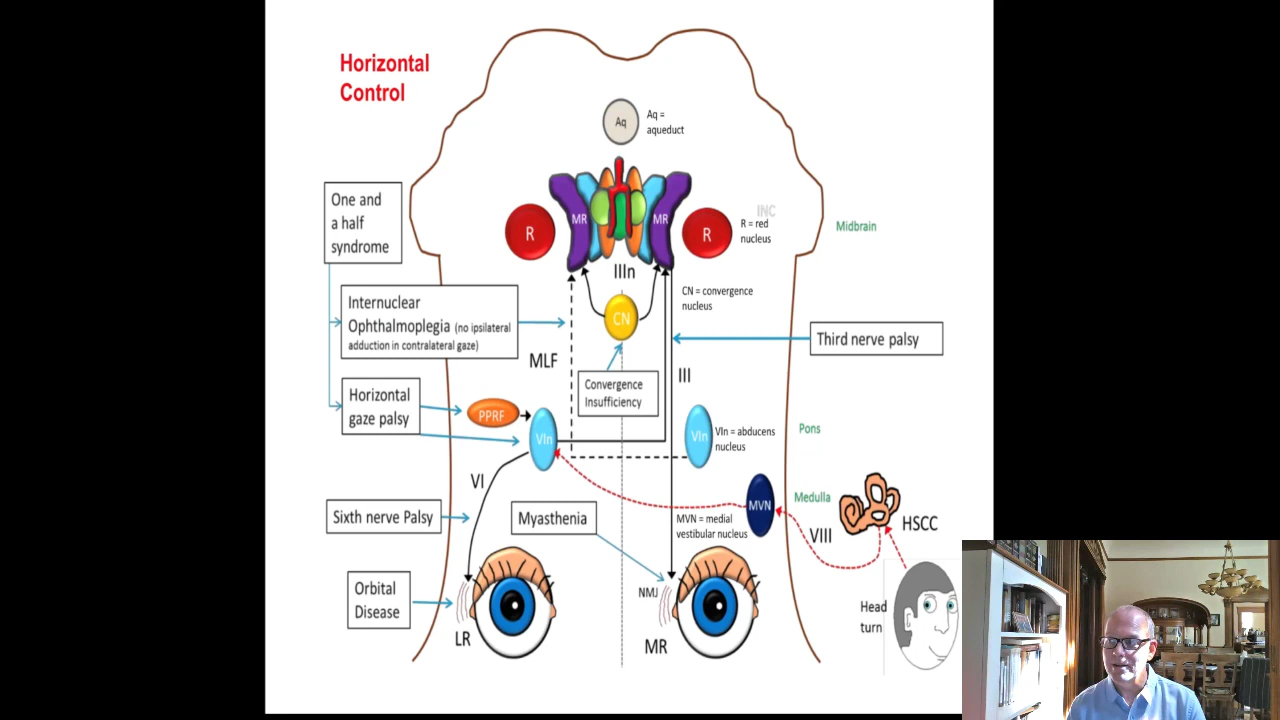 Horizontal
Control
Aq
Aq =
aqueduct
One and
a half
syndrome
MR
MR
INC
R
R
R = red
nucleus
Midbrain
IIIn
CN = convergence
nucleus
CN
Internuclear
Ophthalmoplegia (no ipsilateral
adduction in contralateral gaze)
Third nerve palsy
MLF
III
Convergence
Insufficiency
Horizontal
gaze palsy
PPRF
VIn
VIn
VIn = abducens
nucleus
Pons
VI
Sixth nerve Palsy
Myasthenia
MVN
Medulla
MVN = medial
vestibular nucleus
VIII
HSCC
Orbital
Disease
NMJ
LR
MR
Head
turn